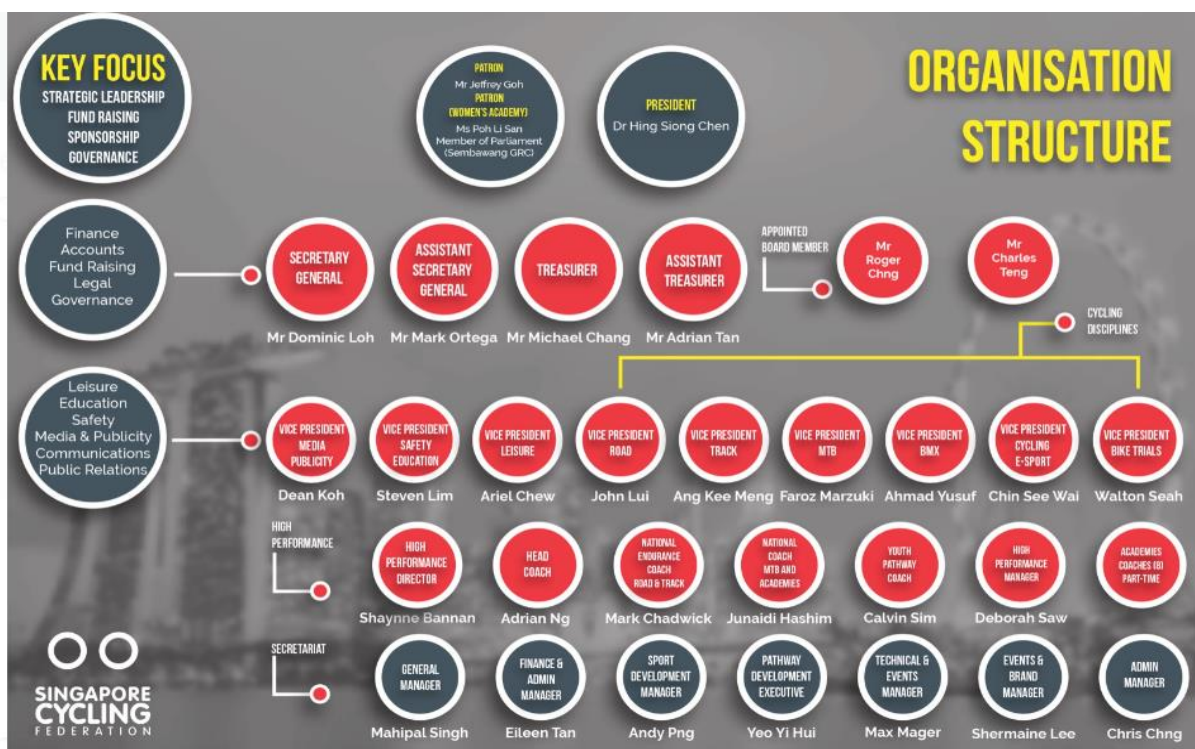 KEY FOCUS
STRATEGIC LEADERSHIP
FUND RAISING
SPONSORSHIP
GOVERNANCE
PATRON
Mr Jeffrey Goh
PATRON
(WOMEN'S ACADEMY)
Ms Poh Li San
Member of Parliament
(Sembawang GRC)
PRESIDENT
Dr Hing Siong Chen
ORGANISATION
STRUCTURE
Finance
Accounts
Fund Raising
Legal
Governance
SECRETARY
GENERAL
Mr Dominic Loh
ASSISTANT
SECRETARY
GENERAL
Mr Mark Ortega
TREASURER
Mr Michael Chang
ASSISTANT
TREASURER
Mr Adrian Tan
APPOINTED
BOARD MEMBER
Mr
Roger
Chng
Mr
Charles
Teng
CYCLING
DISCIPLINES
Leisure
Education
Safety
Media & Publicity
Communications
Public Relations
VICE PRESIDENT
MEDIA
PUBLICITY
Dean Koh
VICE PRESIDENT
SAFETY
EDUCATION
Steven Lim
VICE PRESIDENT
LEISURE
Ariel Chew
VICE PRESIDENT
ROAD
John Lui
VICE PRESIDENT
TRACK
Ang Kee Meng
VICE PRESIDENT
MTB
Faroz Marzuki
VICE PRESIDENT
BMX
Ahmad Yusuf
VICE PRESIDENT
CYCLING
E-SPORT
Chin See Wai
VICE PRESIDENT
BIKE TRIALS
Walton Seah
HIGH
PERFORMANCE
HIGH
PERFORMANCE
DIRECTOR
Shaynne Bannan
HEAD
COACH
Adrian Ng
NATIONAL
ENDURANCE
COACH
ROAD & TRACK
Mark Chadwick
NATIONAL
COACH
MTB AND
ACADEMIES
Junaidi Hashim
YOUTH
PATHWAY
COACH
Calvin Sim
HIGH
PERFORMANCE
MANAGER
Deborah Saw
ACADEMIES
COACHES (8)
PART-TIME
SECRETARIAT
GENERAL
MANAGER
Mahipal Singh
FINANCE &
ADMIN
MANAGER
Eileen Tan
SPORT
DEVELOPMENT
MANAGER
Andy Png
PATHWAY
DEVELOPMENT
EXECUTIVE
Yeo Yi Hui
TECHNICAL &
EVENTS
MANAGER
Max Mager
EVENTS &
BRAND
MANAGER
Shermaine Lee
ADMIN
MANAGER
Chris Chng
SINGAPORE
CYCLING
FEDERATION